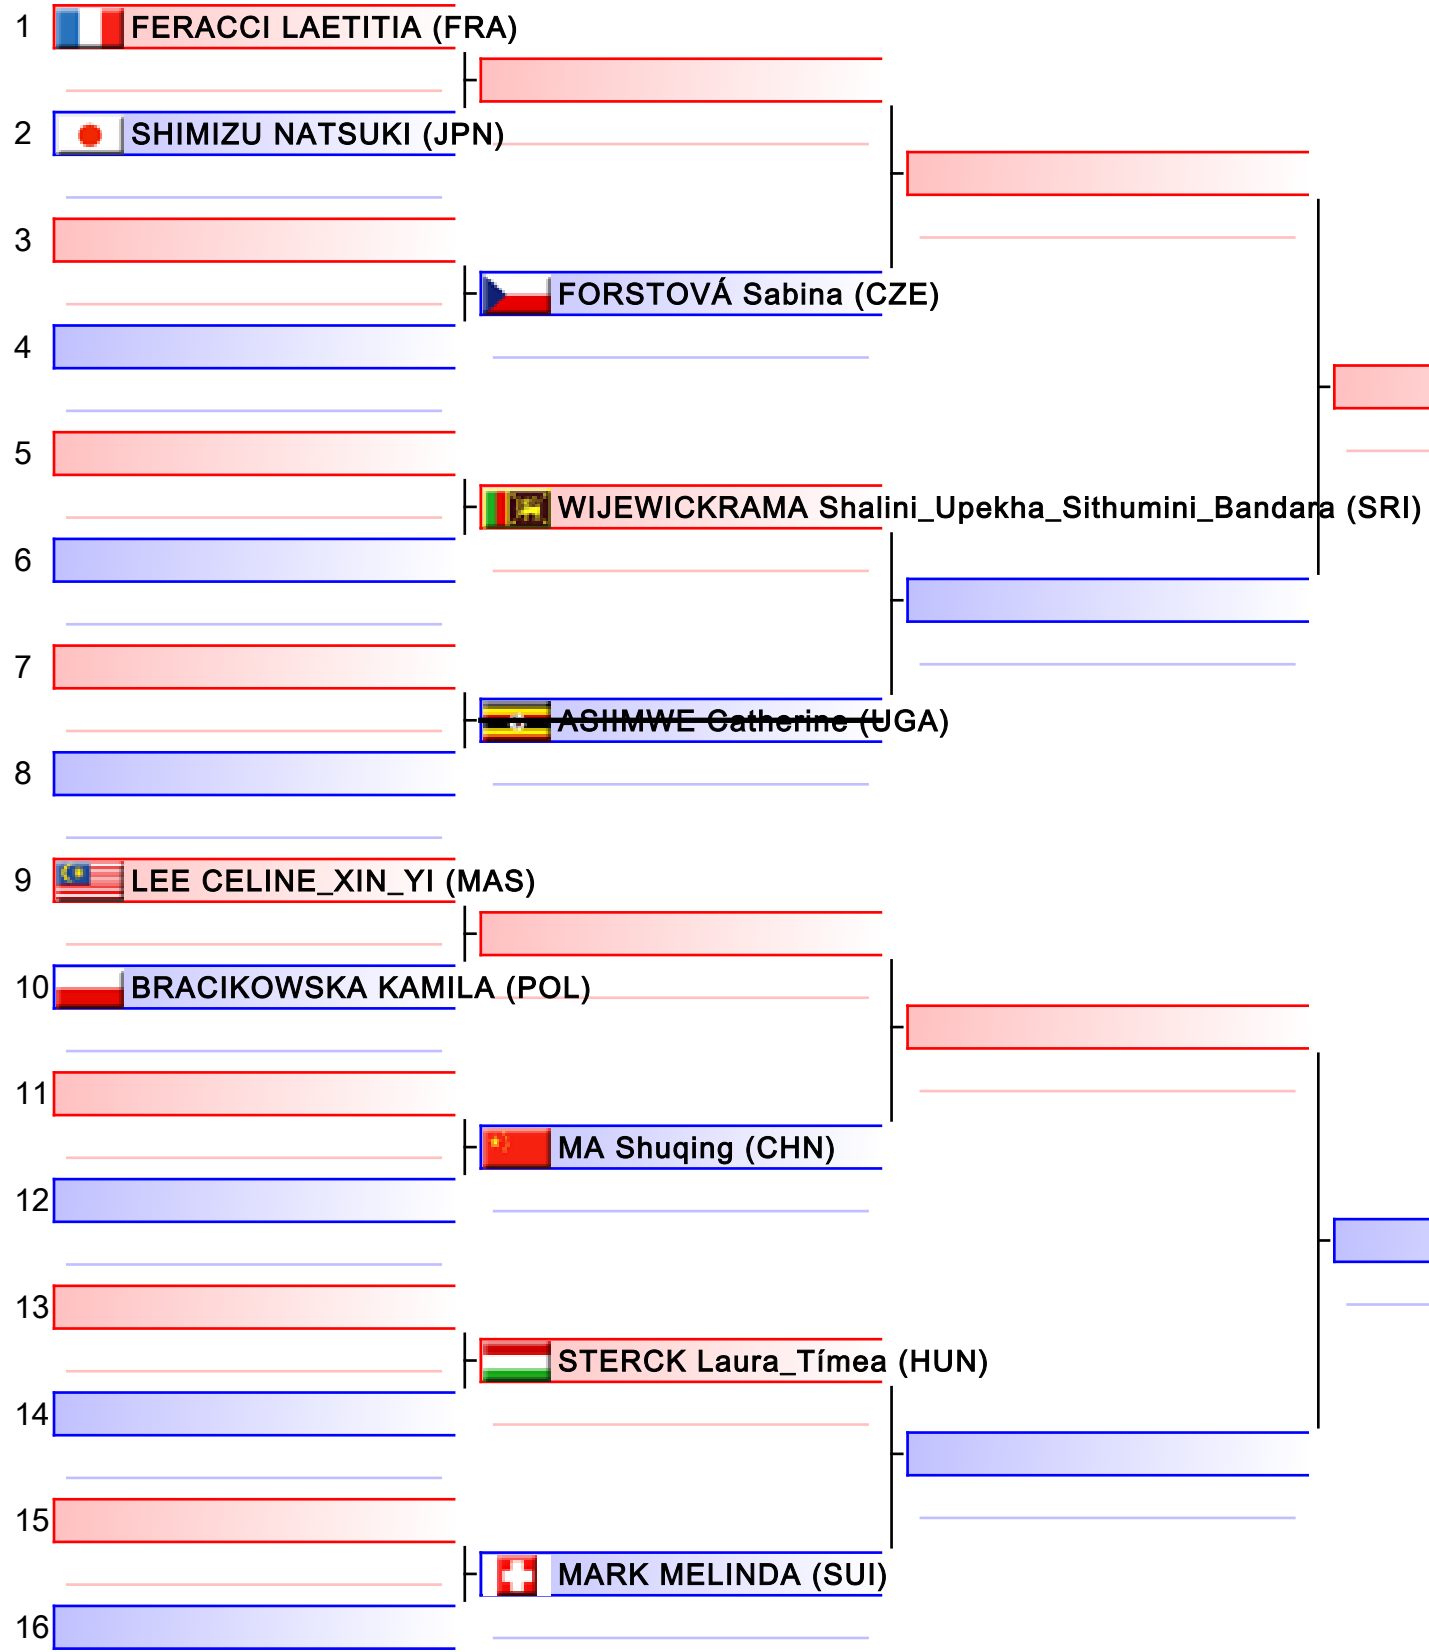 1 FERACCI LAETITIA (FRA)
2 SHIMIZU NATSUKI (JPN)
3
FORSTOVÁ Sabina (CZE)
4
5
WIJEWICKRAMA Shalini_Upekha_Sithumini_Bandara (SRI)
6
7
ASIIMWE Catherine (UGA)
8
9 LEE CELINE_XIN_YI (MAS)
10 BRACIKOWSKA KAMILA (POL)
11
MA Shuqing (CHN)
12
13
STERCK Laura_Tímea (HUN)
14
15
MARK MELINDA (SUI)
16